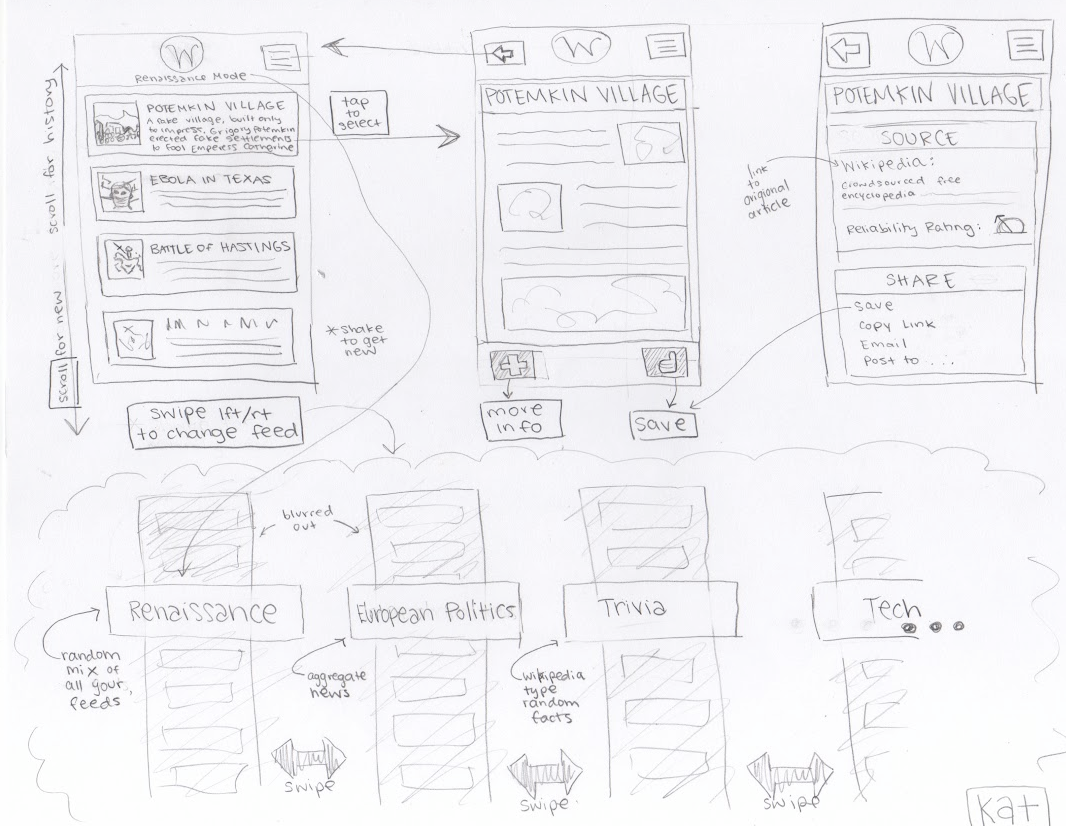 W
Renaissance Mode
POTEMKIN VILLAGE
A fake village, built only
to impress. Grigory Potemkin
erected fake settlements
to fool Emperess Catharine
EBOLA IN TEXAS
BATTLE OF HASTINGS
scroll for history
scroll for new
tap
to
select
*shake
to get
new
swipe lft/rt
to change feed
W
POTEMKIN VILLAGE
more
info
save
W
POTEMKIN VILLAGE
SOURCE
Wikipedia:
crowdsourced free
encyclopedia
Reliability Rating:
link
to
origional
article
SHARE
save
copy link
Email
Post to ...
blurred
out
Renaissance
European Politics
Trivia
Tech
random
mix of
all your
feeds
aggregate
news
wikipedia
type
random
facts
swipe
swipe
swipe
kat